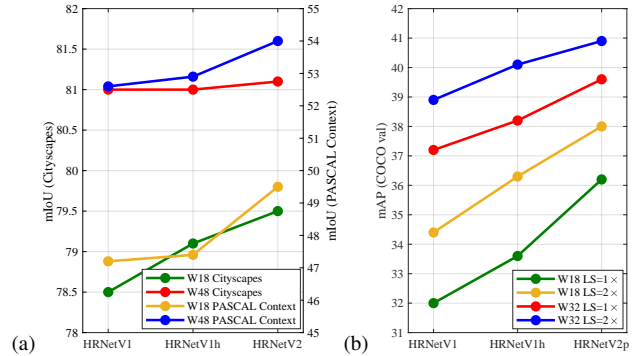 82
81.5
81
80.5
80
79.5
79
78.5
78
mIoU (Cityscapes)
55
54
53
52
51
50
49
48
47
46
45
mIoU (PASCAL Context)
W18 Cityscapes
W48 Cityscapes
W18 PASCAL Context
W48 PASCAL Context
HRNetV1 HRNetV1h HRNetV2
(a)
42
41
40
39
38
37
36
35
34
33
32
31
mAP (COCO val)
W18 LS=1×
W18 LS=2×
W32 LS=1×
W32 LS=2×
HRNetV1 HRNetV1h HRNetV2p
(b)